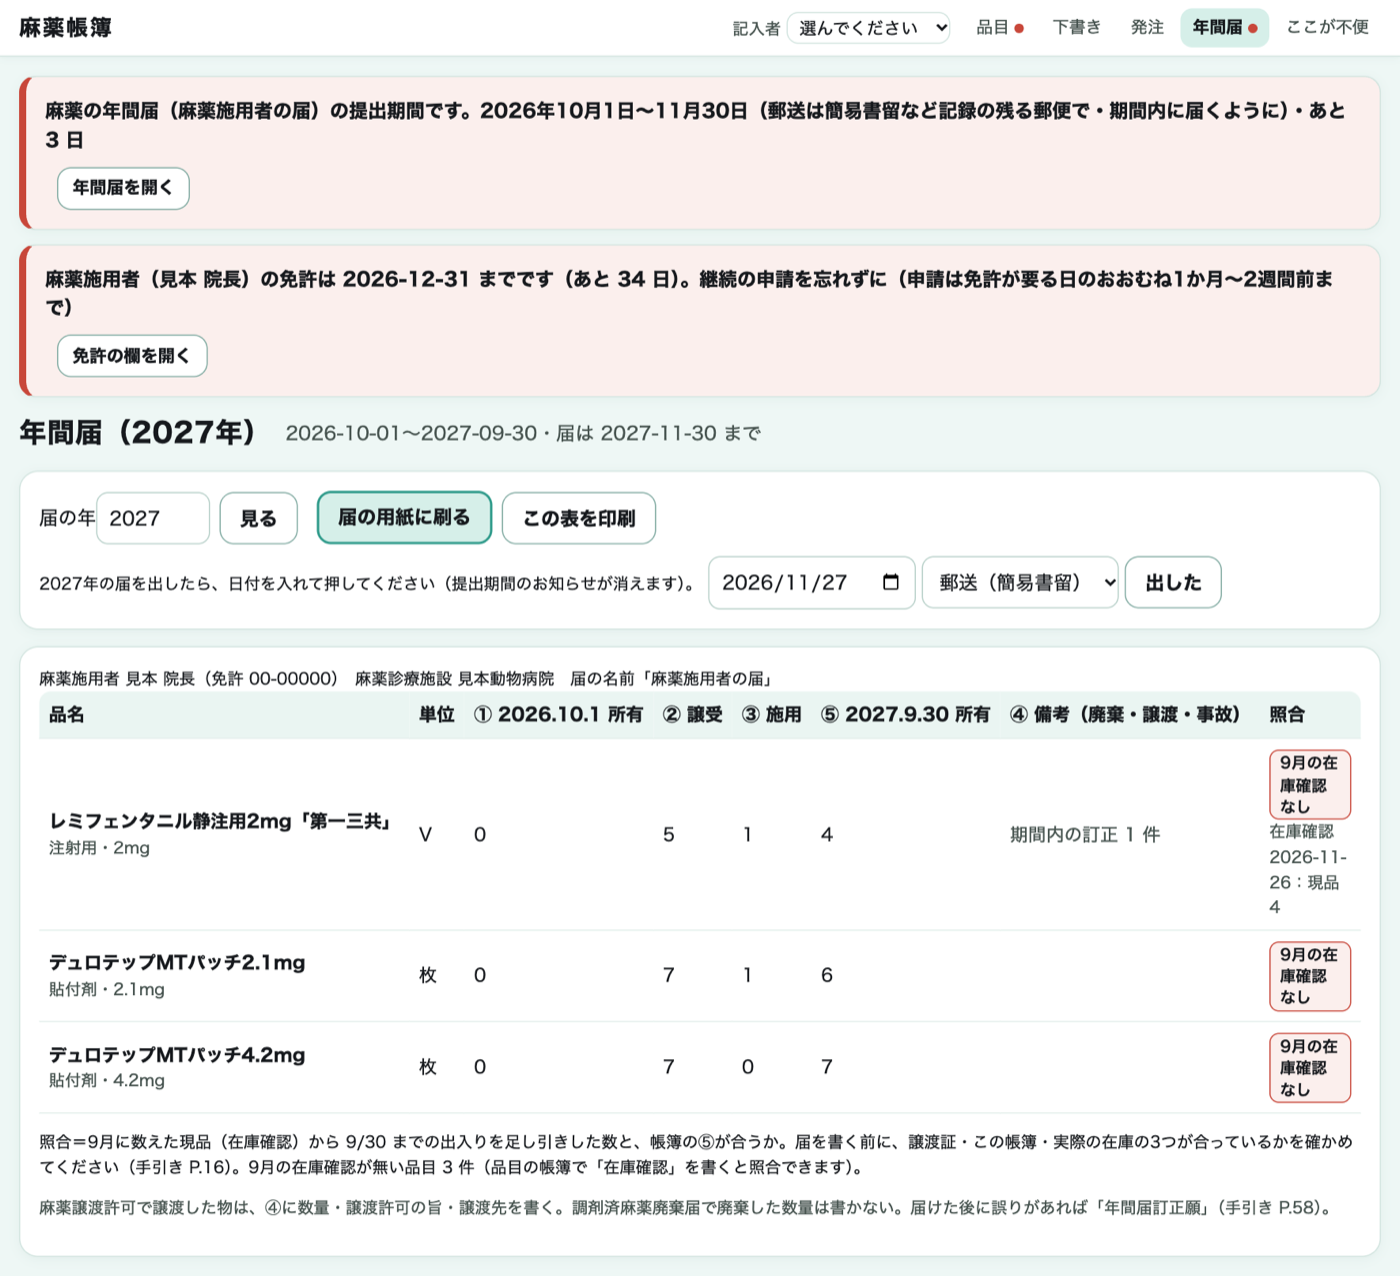 麻薬帳簿
記入者 選んでください 品目 下書き 発注 年間届 ここが不便
麻薬の年間届（麻薬施用者の届）の提出期間です。2026年10月1日〜11月30日（郵送は簡易書留など記録の残る郵便で・期間内に届くように）・あと
3 日
年間届を開く
麻薬施用者（見本 院長）の免許は 2026-12-31 までです（あと 34 日）。継続の申請を忘れずに（申請は免許が要る日のおおむね1か月〜2週間前ま
で）
免許の欄を開く
年間届（2027年） 2026-10-01〜2027-09-30・届は 2027-11-30 まで
届の年 2027 見る 届の用紙に刷る この表を印刷
2027年の届を出したら、日付を入れて押してください（提出期間のお知らせが消えます）。 2026/11/27 郵送（簡易書留） 出した
麻薬施用者 見本 院長（免許 00-00000） 麻薬診療施設 見本動物病院 届の名前「麻薬施用者の届」
品名 単位 ① 2026.10.1 所有 ② 譲受 ③ 施用 ⑤ 2027.9.30 所有 ④ 備考（廃棄・譲渡・事故） 照合
レミフェンタニル静注用2mg「第一三共」
注射用・2mg
V 0 5 1 4 期間内の訂正 1 件
9月の在
庫確認
なし
在庫確認
2026-11-
26：現品
4
デュロテップMTパッチ2.1mg
貼付剤・2.1mg
枚 0 7 1 6
9月の在
庫確認
なし
デュロテップMTパッチ4.2mg
貼付剤・4.2mg
枚 0 7 0 7
9月の在
庫確認
なし
照合＝9月に数えた現品（在庫確認）から 9/30 までの出入りを足し引きした数と、帳簿の⑤が合うか。届を書く前に、譲渡証・この帳簿・実際の在庫の3つが合っているかを確かめ
てください（手引き P.16）。9月の在庫確認が無い品目 3 件（品目の帳簿で「在庫確認」を書くと照合できます）。
麻薬譲渡許可で譲渡した物は、④に数量・譲渡許可の旨・譲渡先を書く。調剤済麻薬廃棄届で廃棄した数量は書かない。届けた後に誤りがあれば「年間届訂正願」（手引き P.58）。